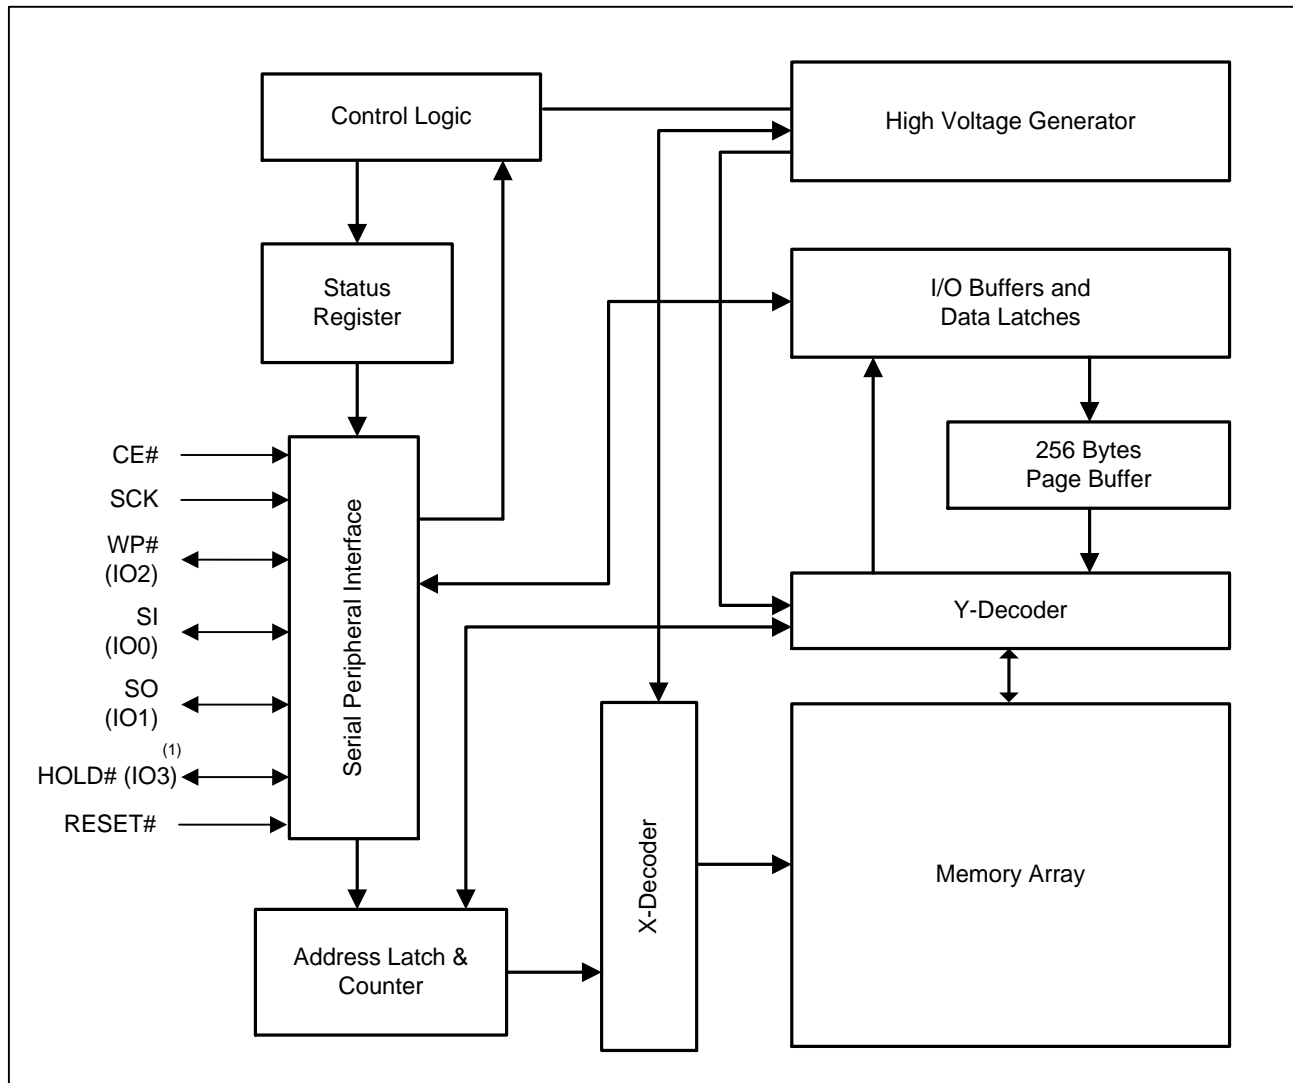 Control Logic
High Voltage Generator
Status
Register
I/O Buffers and
Data Latches
256 Bytes
Page Buffer
CE#
SCK
WP#
(IO2)
SI
(IO0)
SO
(IO1)
(1)
HOLD# (IO3)
RESET#
Serial Peripheral Interface
Y-Decoder
X-Decoder
Memory Array
Address Latch &
Counter